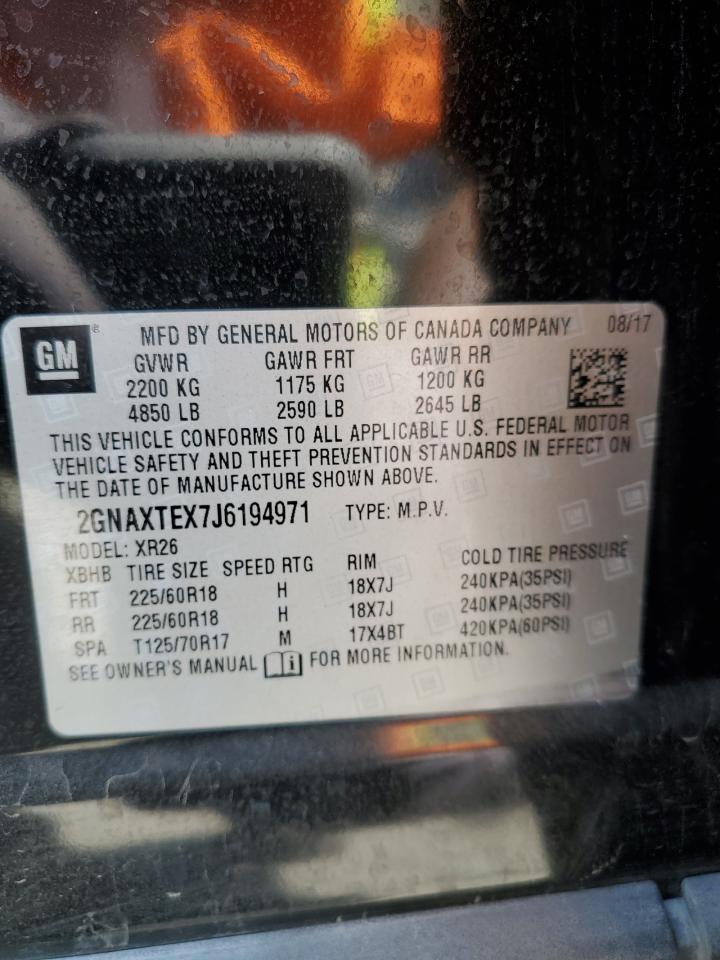 GM ®
MFD BY GENERAL MOTORS OF CANADA COMPANY 08/17
GVWR GAWR FRT GAWR RR
2200 KG 1175 KG 1200 KG
4850 LB 2590 LB 2645 LB
THIS VEHICLE CONFORMS TO ALL APPLICABLE U.S. FEDERAL MOTOR
VEHICLE SAFETY AND THEFT PREVENTION STANDARDS IN EFFECT ON
THE DATE OF MANUFACTURE SHOWN ABOVE.
2GNAXTEX7J6194971 TYPE: M.P.V.
MODEL: XR26
XBHB TIRE SIZE SPEED RTG RIM COLD TIRE PRESSURE
FRT 225/60R18 H 18X7J 240KPA(35PSI)
RR 225/60R18 H 18X7J 240KPA(35PSI)
SPA T125/70R17 M 17X4BT 420KPA(60PSI)
SEE OWNER'S MANUAL FOR MORE INFORMATION.